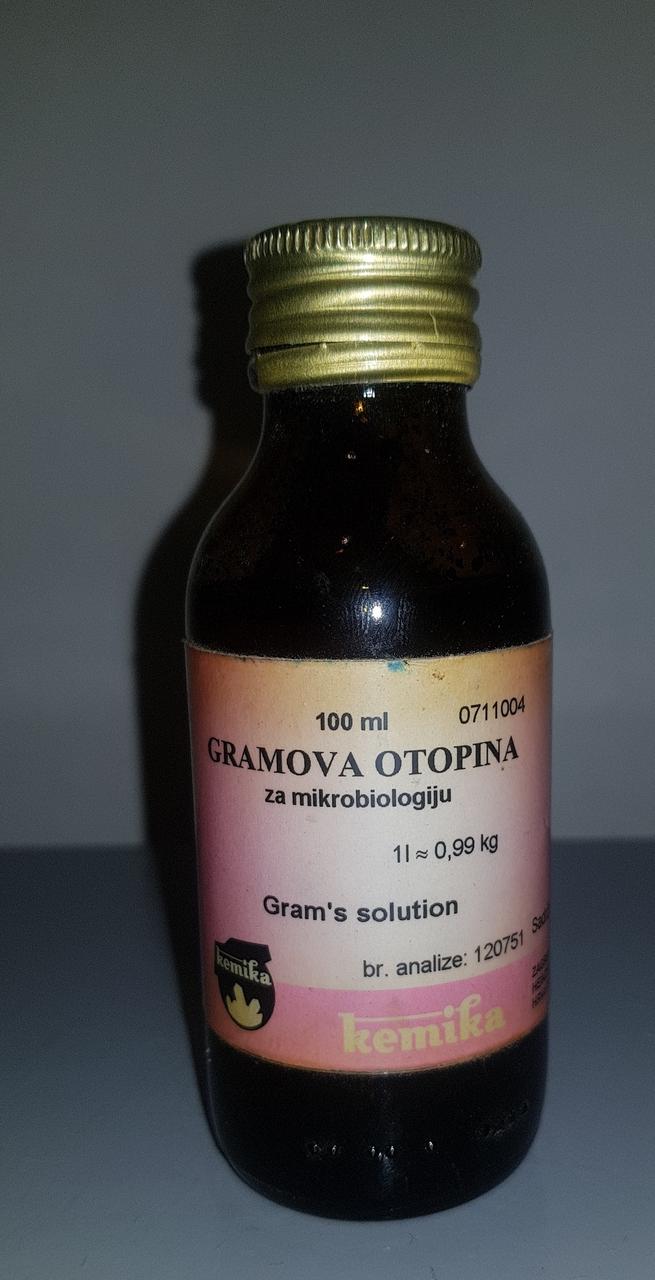 100 ml
0711004
GRAMOVA OTOPINA
za mikrobiologiju
1l ≈ 0,99 kg
Gram's solution
br. analize: 120751
kemika
kemika